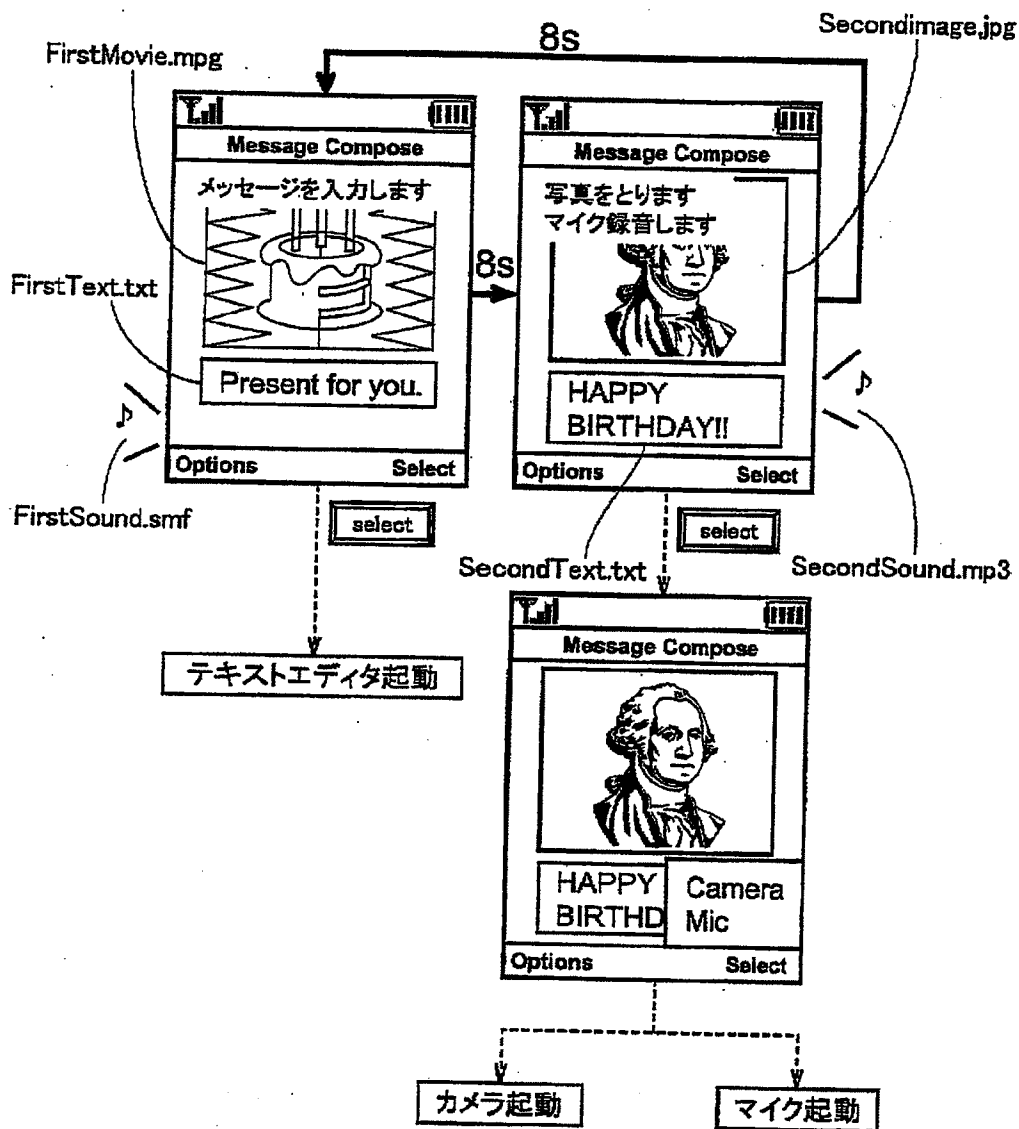 8s
Secondimage.jpg
FirstMovie.mpg
Message Compose
メッセージを入力します
FirstText.txt
Present for you.
Options
Select
FirstSound.smf
select
テキストエディタ起動
8s
Message Compose
写真をとります
マイク録音します
HAPPY
BIRTHDAY!!
Options
Select
select
SecondText.txt
SecondSound.mp3
Message Compose
HAPPY
BIRTHD
Camera
Mic
Options
Select
カメラ起動
マイク起動